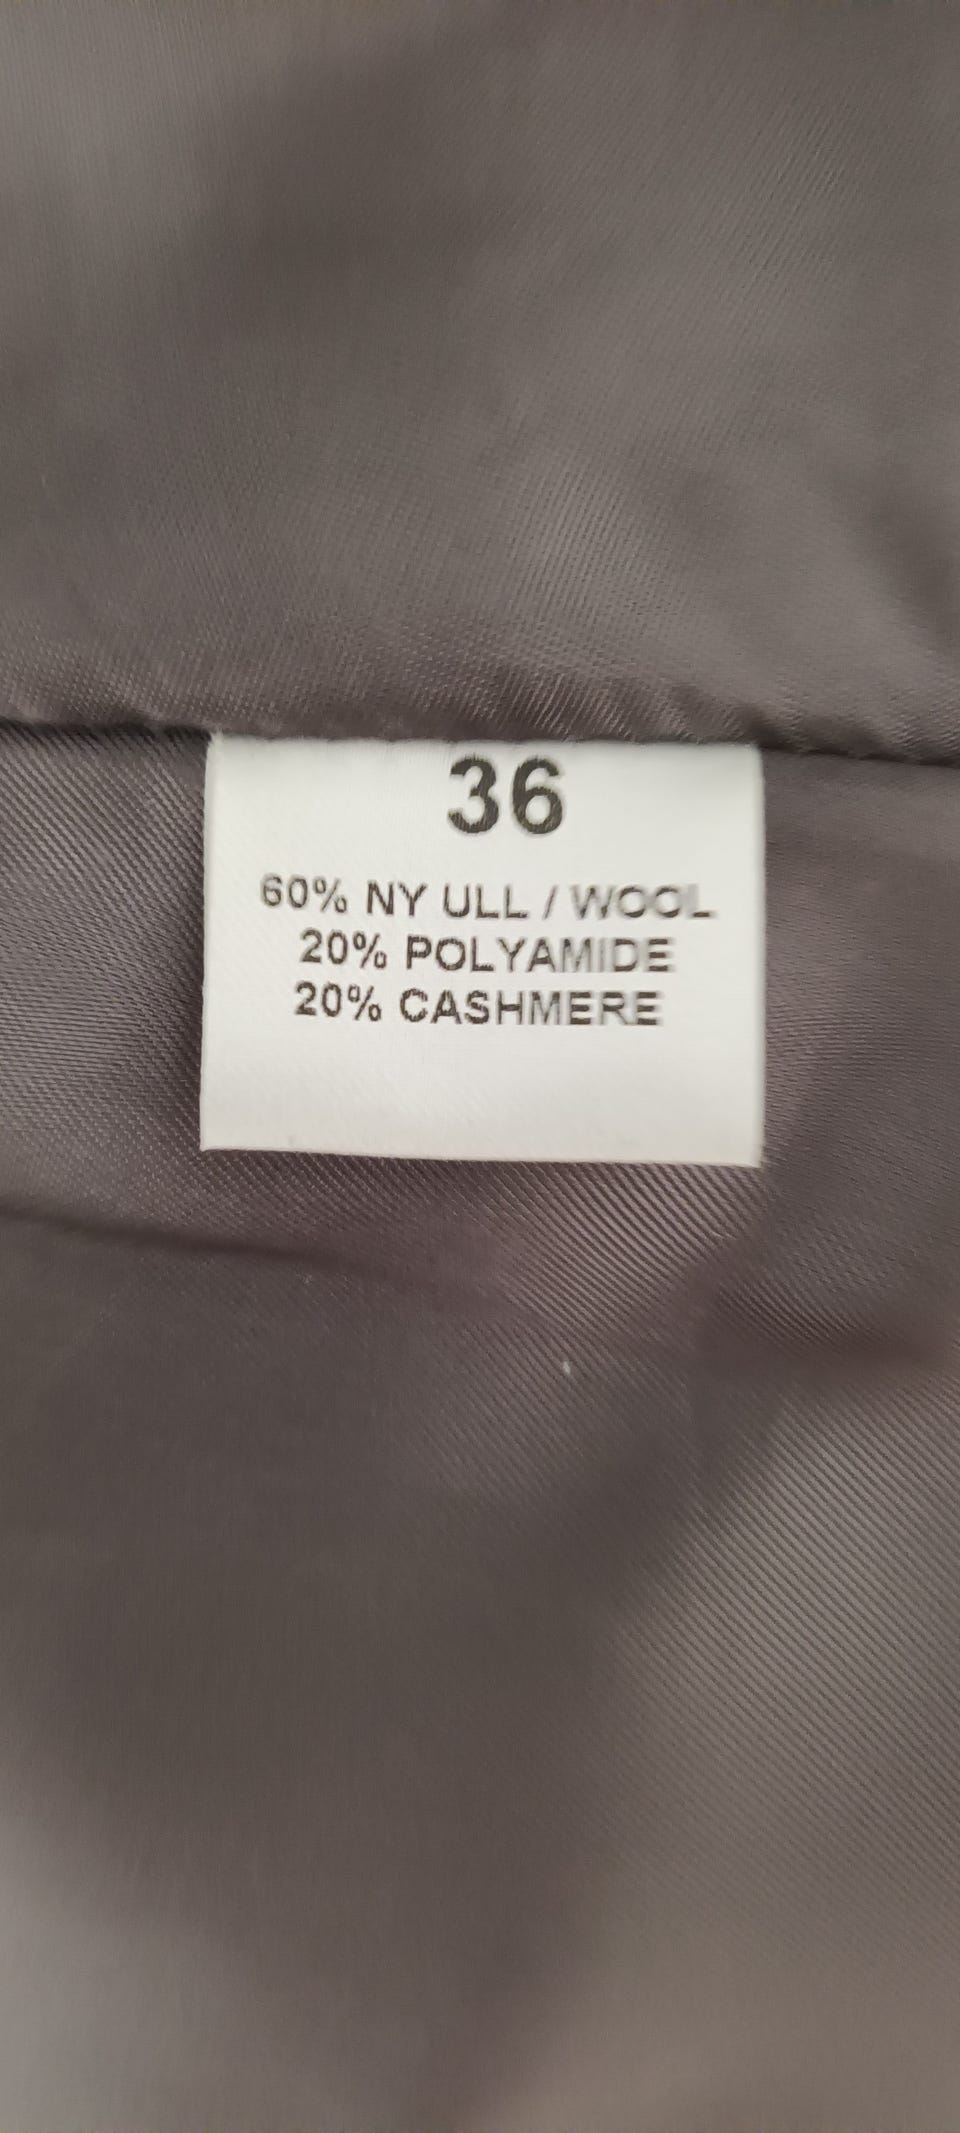 36
60% NY ULL / WOOL
20% POLYAMIDE
20% CASHMERE